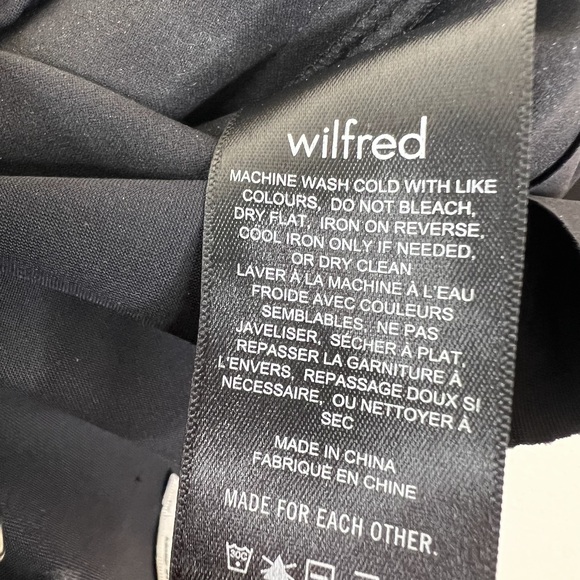 wilfred
MACHINE WASH COLD WITH LIKE
COLOURS, DO NOT BLEACH,
DRY FLAT, IRON ON REVERSE,
COOL IRON ONLY IF NEEDED,
OR DRY CLEAN
LAVER À LA MACHINE À L'EAU
FROIDE AVEC COULEURS
SEMBLABLES, NE PAS
JAVELISER, SÉCHER À PLAT,
REPASSER LA GARNITURE À
L'ENVERS, REPASSAGE DOUX SI
NÉCESSAIRE, OU NETTOYER À
SEC
MADE IN CHINA
FABRIQUÉ EN CHINE
MADE FOR EACH OTHER.
30C